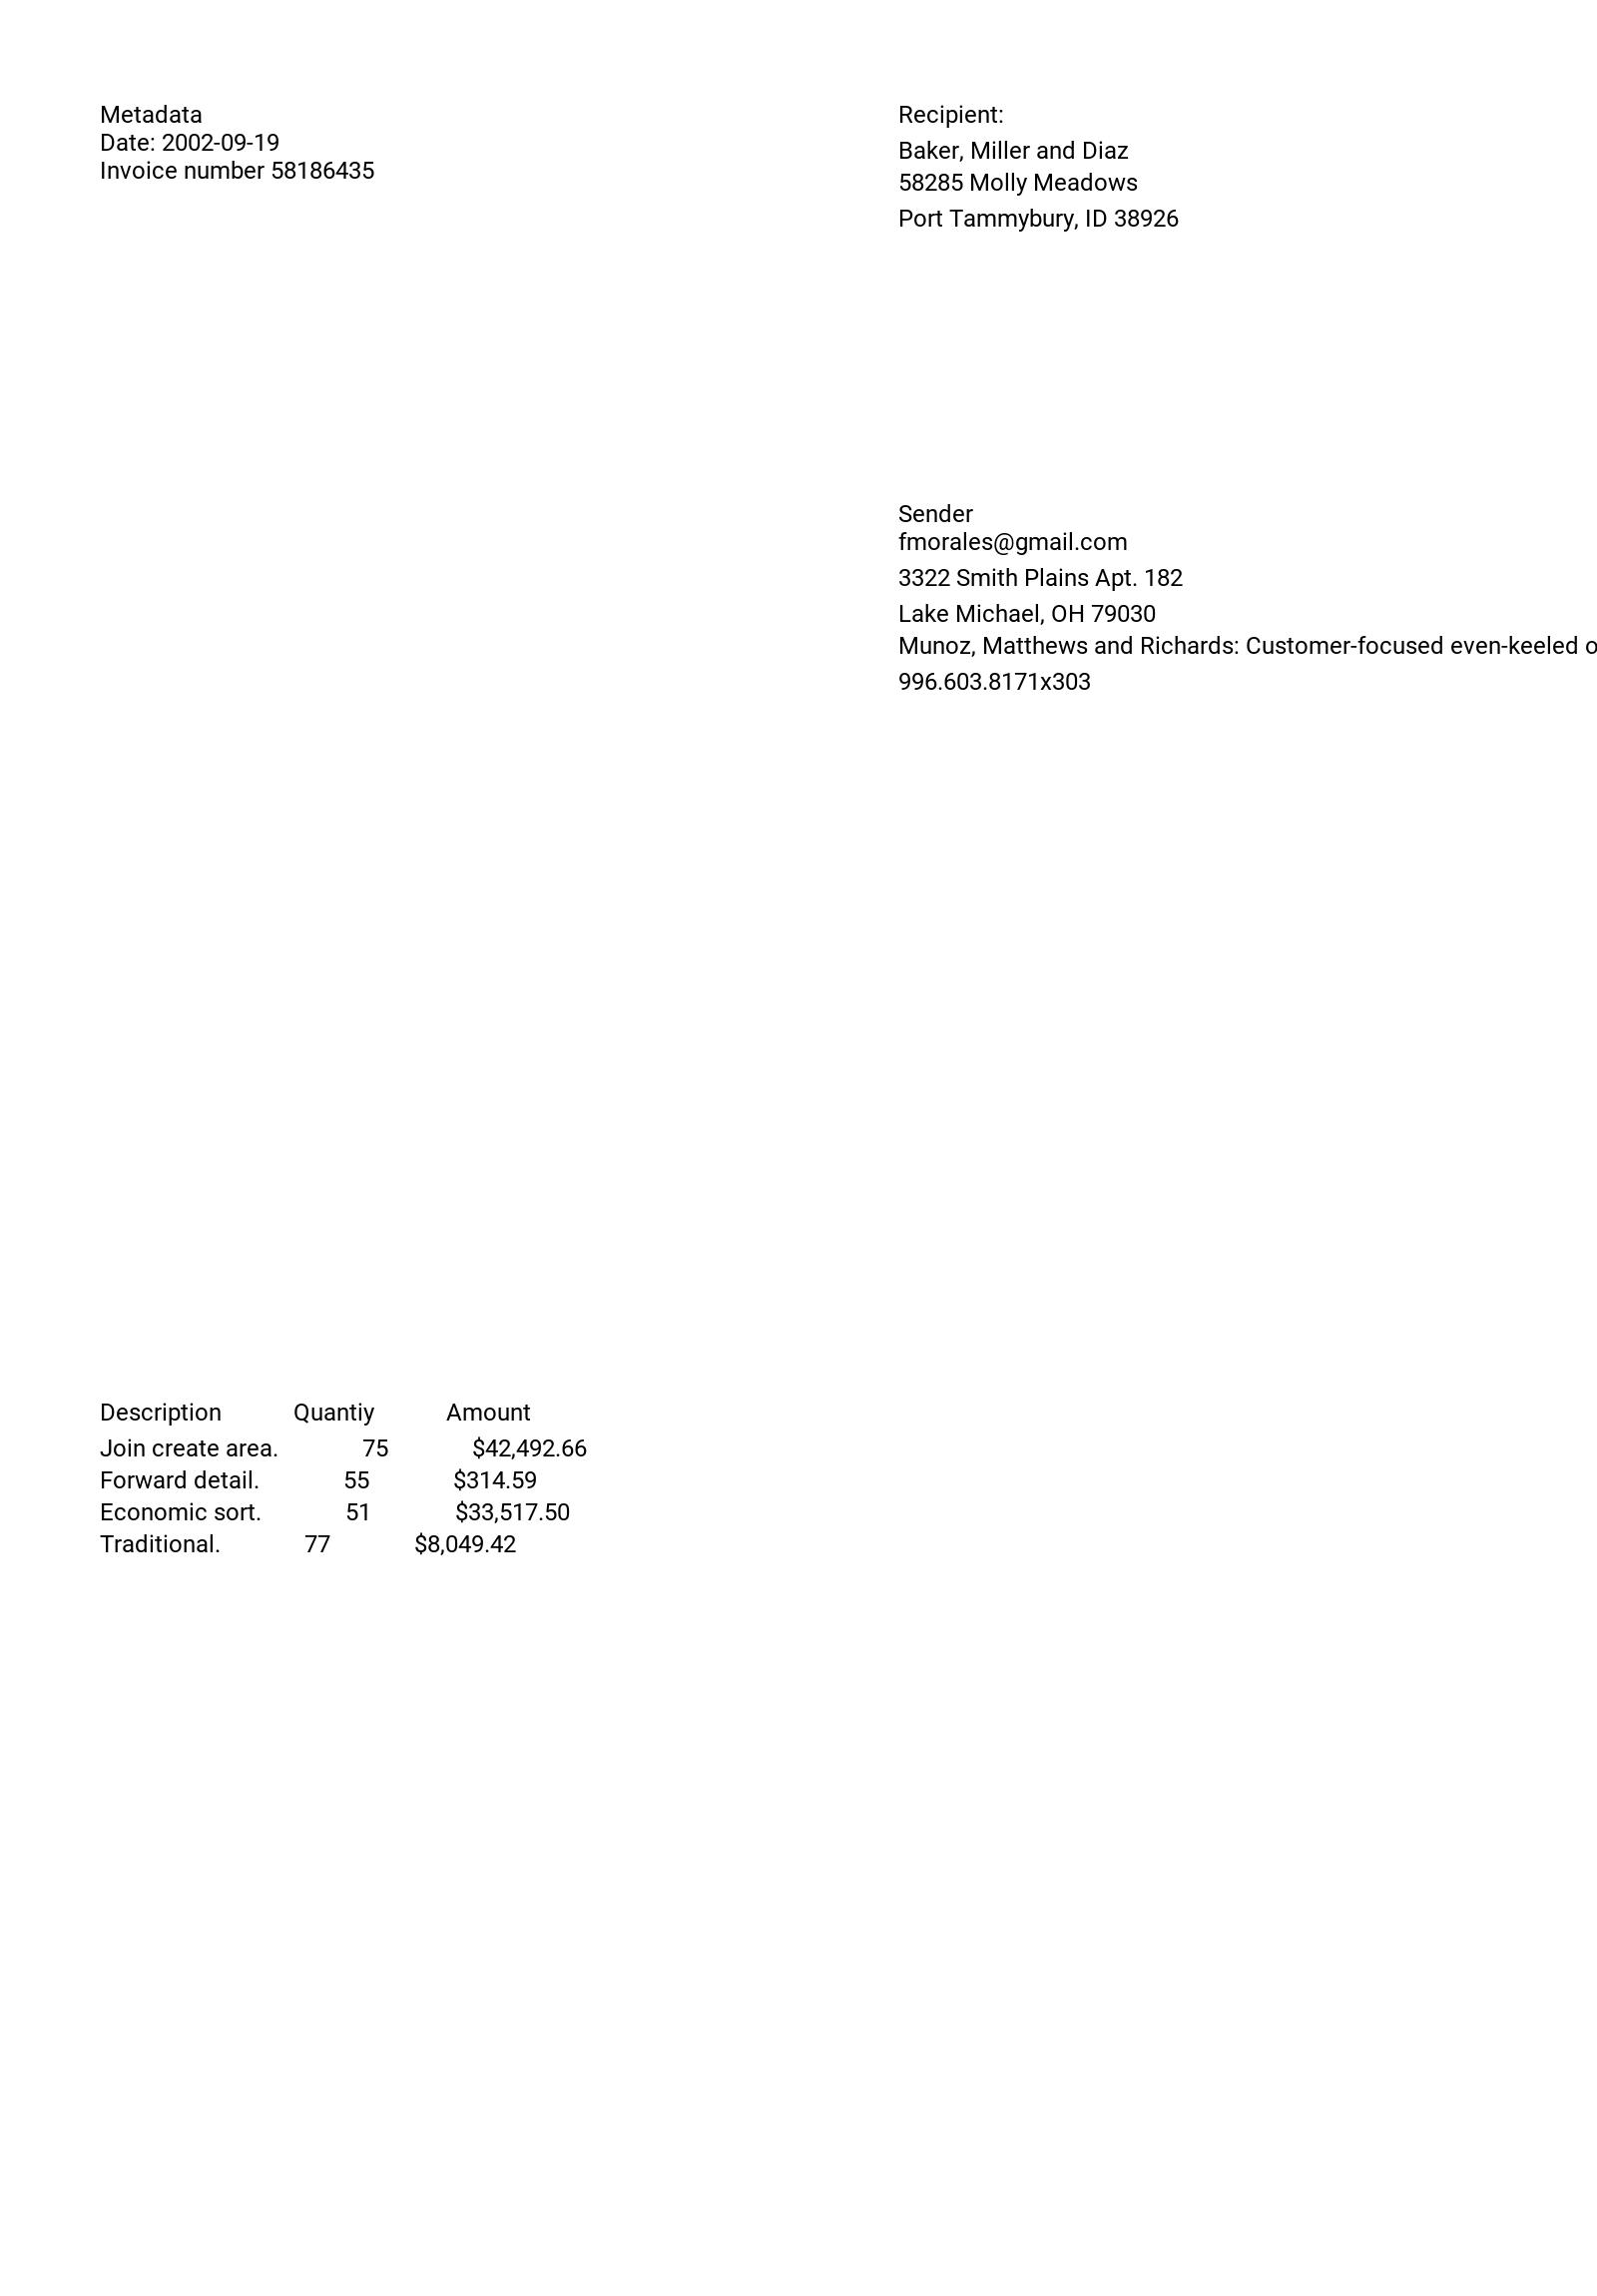 Metadata
Date: 2002-09-19
Invoice number 58186435
Recipient:
Baker, Miller and Diaz
58285 Molly Meadows
Port Tammybury, ID 38926
Sender
fmorales@gmail.com
3322 Smith Plains Apt. 182
Lake Michael, OH 79030
Munoz, Matthews and Richards: Customer-focused even-keeled
996.603.8171x303
Description Quantiy Amount
Join create area. 75 $42,492.66
Forward detail. 55 $314.59
Economic sort. 51 $33,517.50
Traditional. 77 $8,049.42